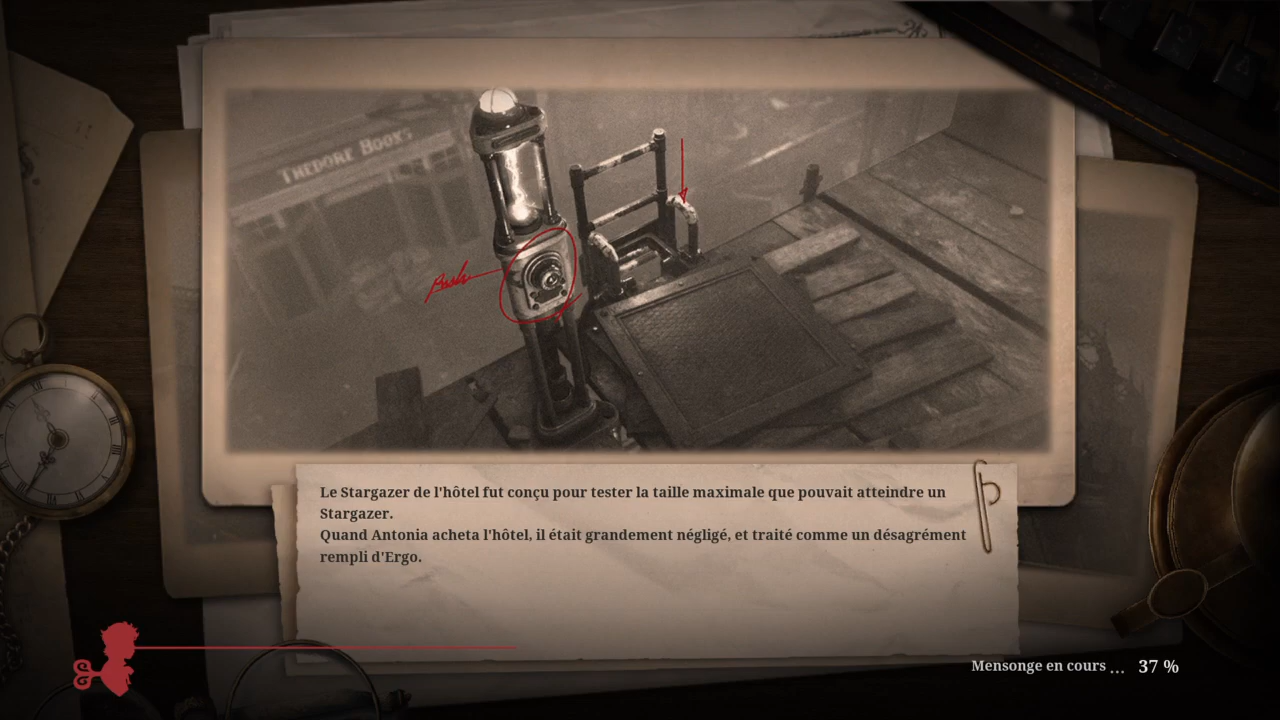 THEDORE BOOKS
Le Stargazer de l'hôtel fut conçu pour tester la taille maximale que pouvait atteindre un
Stargazer.
Quand Antonia acheta l'hôtel, il était grandement négligé, et traité comme un désagrément
rempli d'Ergo.
Mensonge en cours ... 37 %